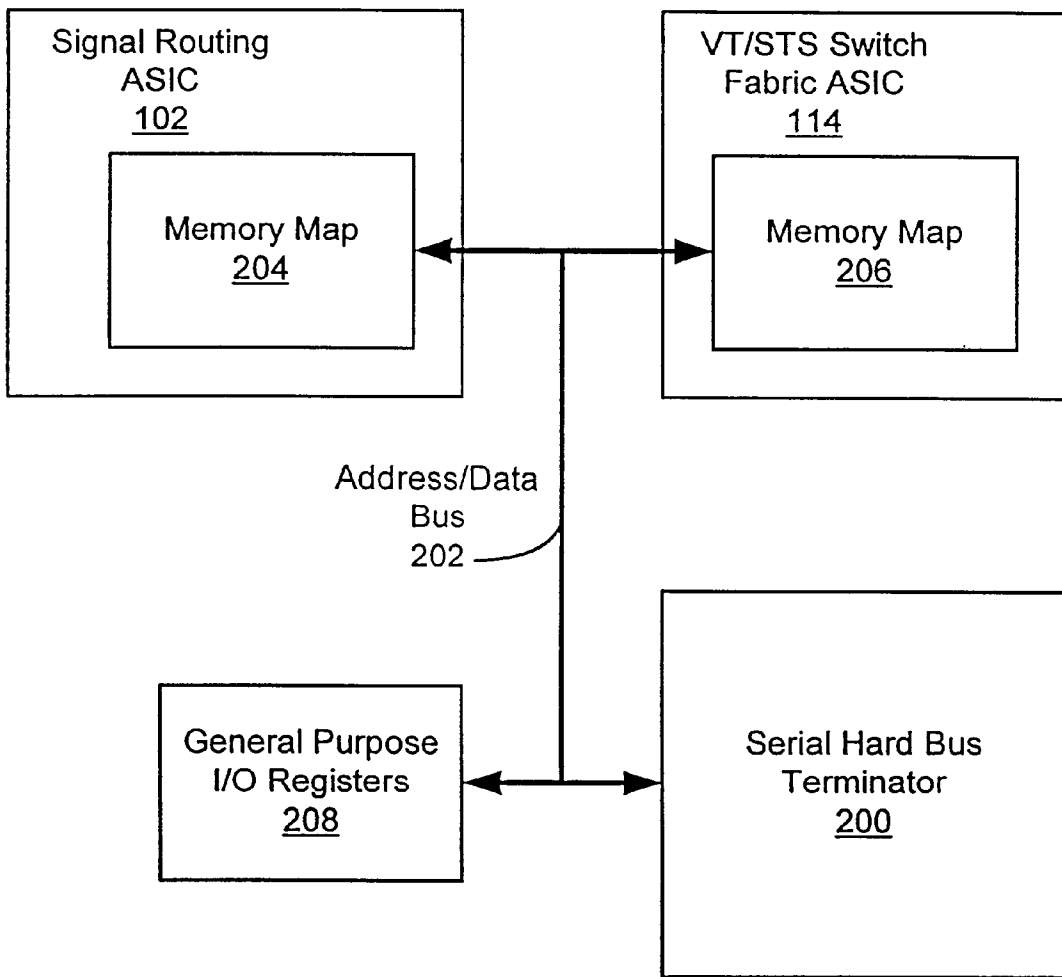 Signal Routing
ASIC
102
Memory Map
204
VT/STS Switch
Fabric ASIC
114
Memory Map
206
Address/Data
Bus
202
General Purpose
I/O Registers
208
Serial Hard Bus
Terminator
200